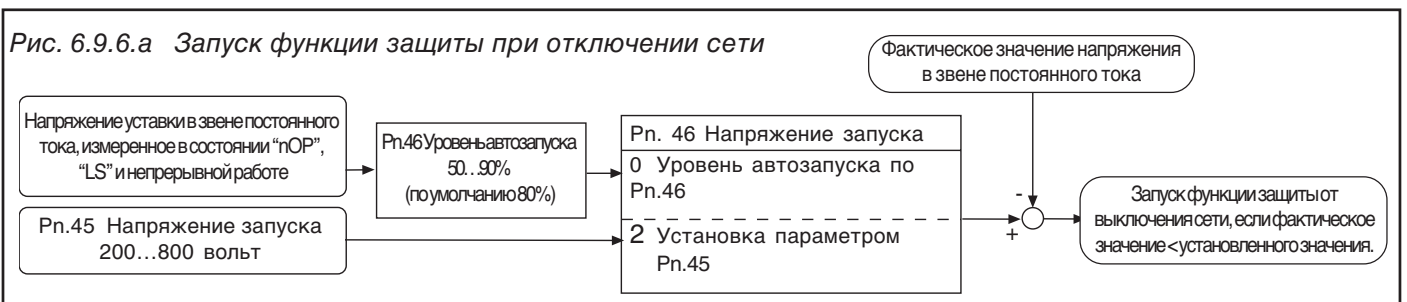 Рис. 6.9.6.а Запуск функции защиты при отключении сети
Фактическое значение напряжения
в звене постоянного тока
Напряжение уставки в звене постоянного
тока, измеренное в состоянии “nOP”,
“LS” и непрерывной работе
Pn.46 Уровень автозапуска
50…90%
(по умолчанию 80%)
Pn. 46 Напряжение запуска
0 Уровень автозапуска по
Pn.46
2 Установка параметром
Pn.45
Pn.45 Напряжение запуска
200…800 вольт
-
+
Запуск функции защиты от
выключения сети, если фактическое
значение < установленного значения.